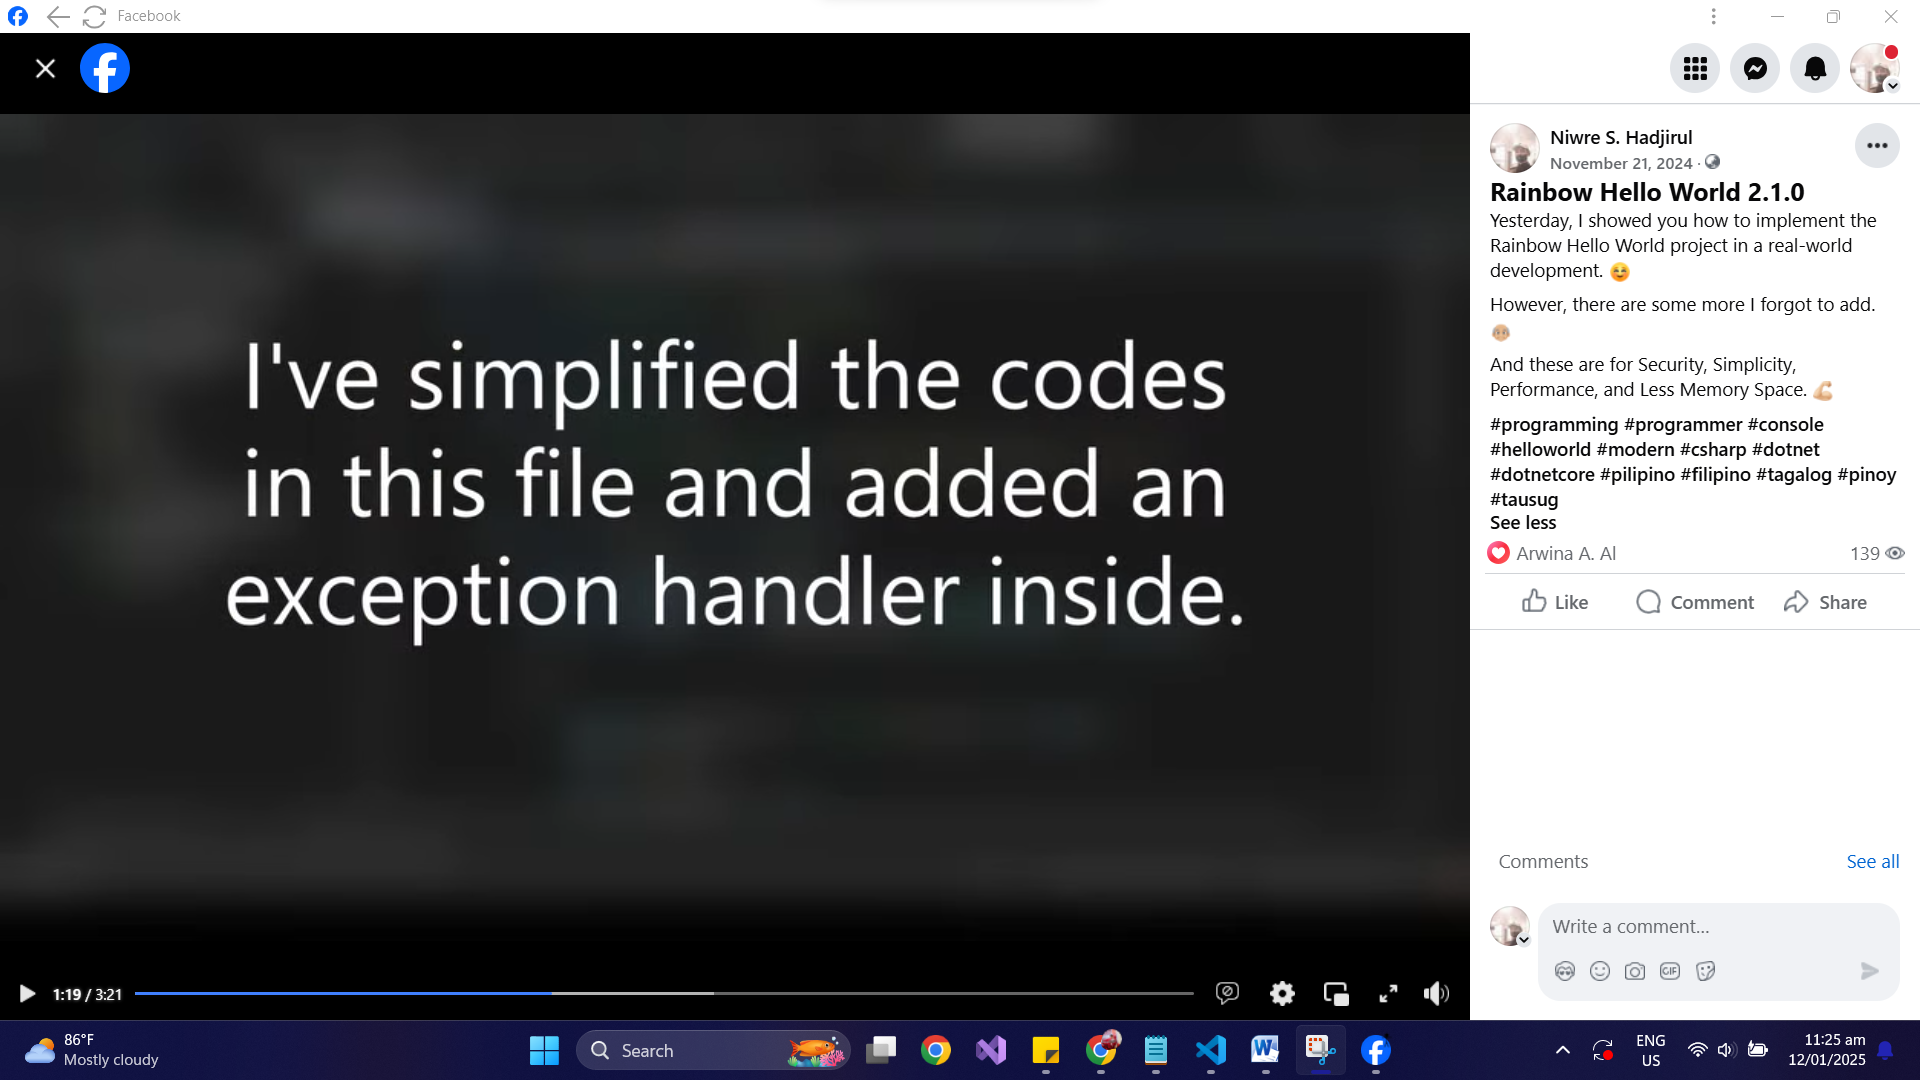 Facebook
I've simplified the codes
in this file and added an
exception handler inside.
1:19 / 3:21
Niwre S. Hadjirul
November 21, 2024 ·
Rainbow Hello World 2.1.0
Yesterday, I showed you how to implement the
Rainbow Hello World project in a real-world
development. 😊
However, there are some more I forgot to add.
And these are for Security, Simplicity,
Performance, and Less Memory Space. 💪🏼
#programming #programmer #console
#helloworld #modern #csharp #dotnet
#dotnetcore #pilipino #filipino #tagalog #pinoy
#tausug
See less
Arwina A. Al
139
Like Comment Share
Comments See all
Write a comment...
GIF
86°F
Mostly cloudy
Search
ENG
US
11:25 am
12/01/2025